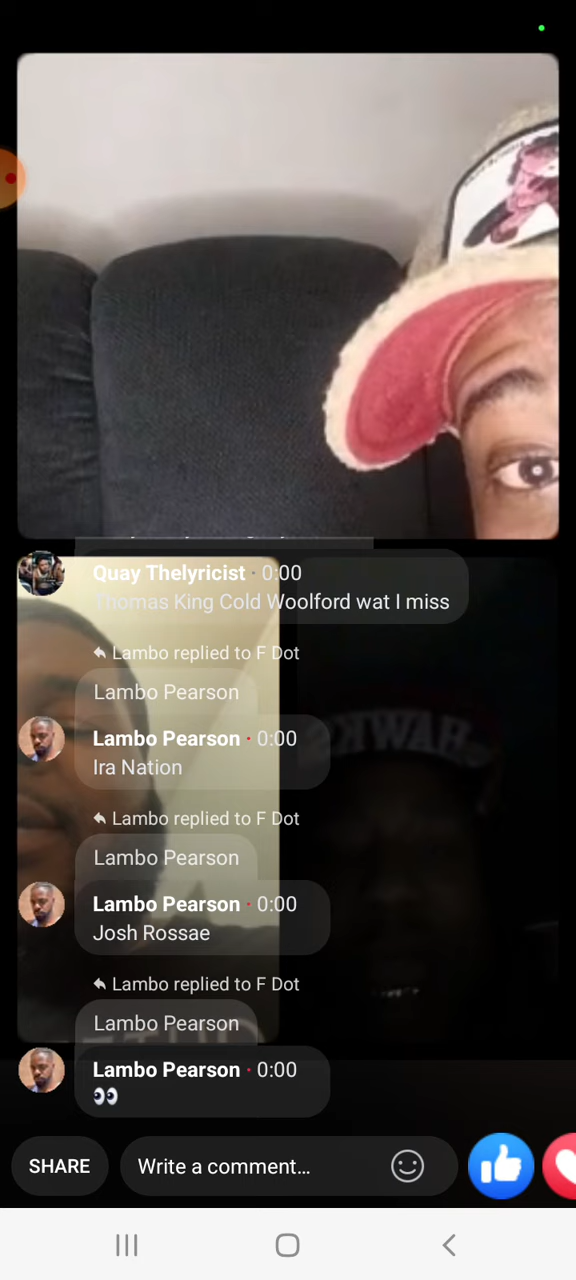 Quay Thelyricist · 0:00
Thomas King Cold Woolford wat I miss
Lambo replied to F Dot
Lambo Pearson
Lambo Pearson · 0:00
Ira Nation
Lambo replied to F Dot
Lambo Pearson
Lambo Pearson · 0:00
Josh Rossae
Lambo replied to F Dot
Lambo Pearson
Lambo Pearson · 0:00
👀
SHARE
Write a comment...